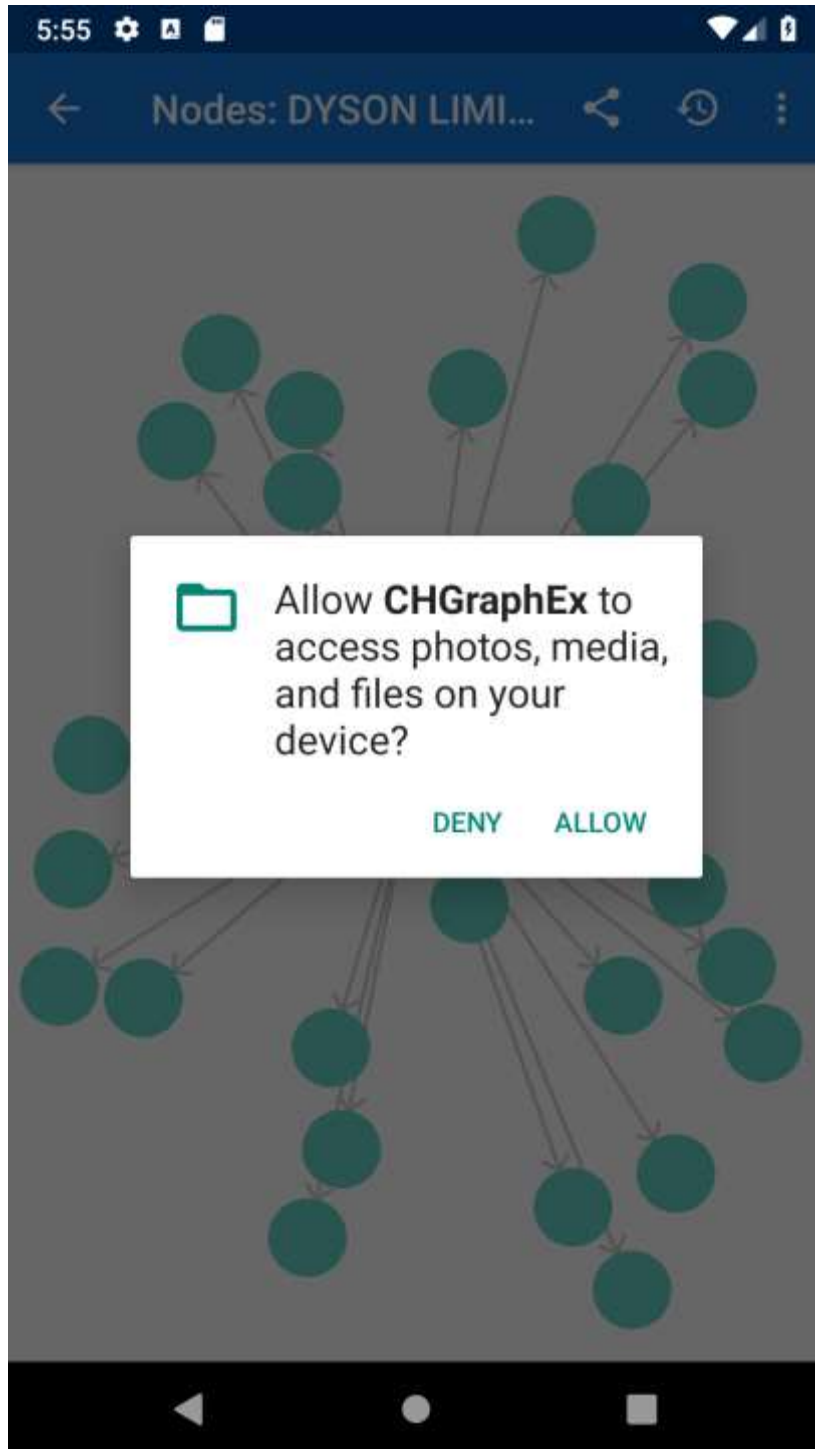 5:55
Nodes: DYSON LIMI...
Allow CHGraphEx to
access photos, media,
and files on your
device?
DENY ALLOW